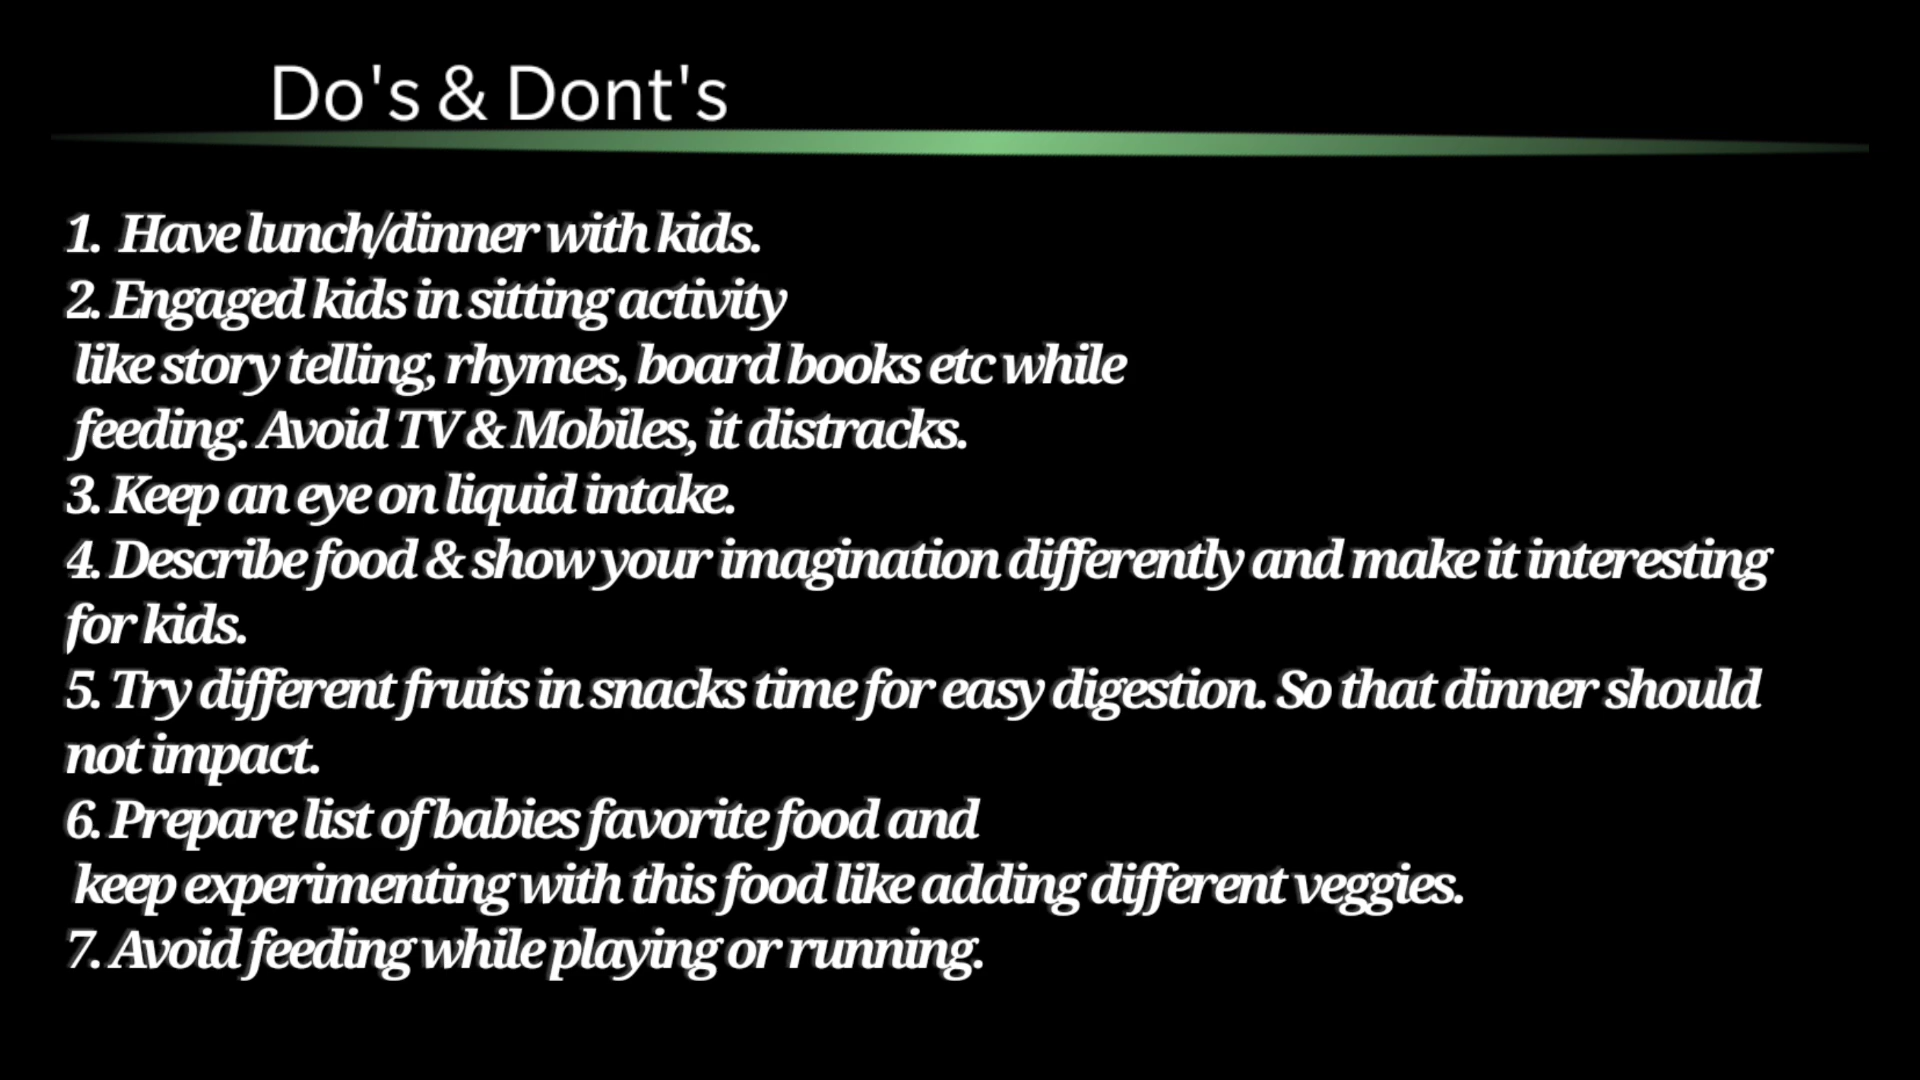 Do's & Dont's
1. Have lunch/dinner with kids.
2. Engaged kids in sitting activity
like story telling, rhymes, board books etc while
feeding. Avoid TV & Mobiles, it distracks.
3. Keep an eye on liquid intake.
4. Describe food & show your imagination differently and make it interesting
for kids.
5. Try different fruits in snacks time for easy digestion. So that dinner should
not impact.
6. Prepare list of babies favorite food and
keep experimenting with this food like adding different veggies.
7. Avoid feeding while playing or running.